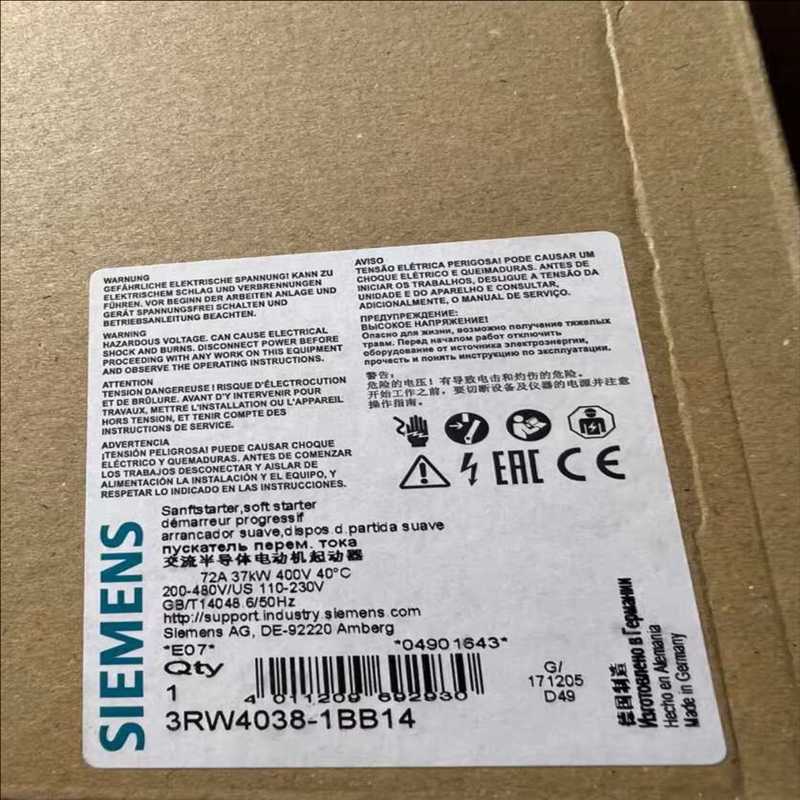 WARNUNG
GEFÄHRLICHE ELEKTRISCHE SPANNUNG! KANN ZU
ELEKTRISCHEM SCHLAG UND VERBRENNUNGEN
FÜHREN. VOR BEGINN DER ARBEITEN ANLAGE UND
GERÄT SPANNUNGSFREI SCHALTEN UND
BETRIEBSANLEITUNG BEACHTEN.
WARNING
HAZARDOUS VOLTAGE. CAN CAUSE ELECTRICAL
SHOCK AND BURNS. DISCONNECT POWER BEFORE
PROCEEDING WITH ANY WORK ON THIS EQUIPMENT
AND OBSERVE THE OPERATING INSTRUCTIONS.
ATTENTION
TENSION DANGEREUSE! RISQUE D'ÉLECTROCUTION
ET DE BRÛLURE. AVANT D'Y INTERVENIR POUR
TRAVAUX, METTRE L'INSTALLATION OU L'APPAREIL
HORS TENSION, ET TENIR COMPTE DES
INSTRUCTIONS DE SERVICE.
ADVERTENCIA
¡TENSIÓN PELIGROSA! PUEDE CAUSAR CHOQUE
ELÉCTRICO Y QUEMADURAS. ANTES DE COMENZAR
LOS TRABAJOS DESCONECTAR Y AISLAR DE
ALIMENTACIÓN LA INSTALACIÓN Y EL EQUIPO, Y
RESPETAR LO INDICADO EN LAS INSTRUCCIONES.
AVISO
TENSÃO ELÉTRICA PERIGOSA! PODE CAUSAR UM
CHOQUE ELÉTRICO E QUEIMADURAS. ANTES DE
INICIAR OS TRABALHOS, DESLIGUE A TENSÃO DA
UNIDADE E DO APARELHO E CONSULTAR,
ADICIONALMENTE, O MANUAL DE SERVIÇO.
ПРЕДУПРЕЖДЕНИЕ:
ВЫСОКОЕ НАПРЯЖЕНИЕ!
Опасно для жизни, возможно получение тяжелых
травм. Перед началом работ отключить
оборудование от источника электроэнергии,
прочесть и понять инструкцию по эксплуатации.
警告:
危险的电压! 有导致电击和灼伤的危险。
开始工作之前, 要切断设备及仪器的电源并注意
操作指南。
EAC CE
SIEMENS
Sanftstarter,soft starter
démarreur progressif
arrancador suave,dispos.d.partida suave
пускатель перем. тока
交流半导体电动机起动器
72A 37kW 400V 40°C
200-480V/US 110-230V
GB/T14048.6/50Hz
http://support.industry.siemens.com
Siemens AG, DE-92220 Amberg
*E07* *04901643*
Qty
1
4 011209 692930
3RW4038-1BB14
G/
171205
D49
德国制造
Изготовлено в Германии
Hecho en Alemania
Made in Germany